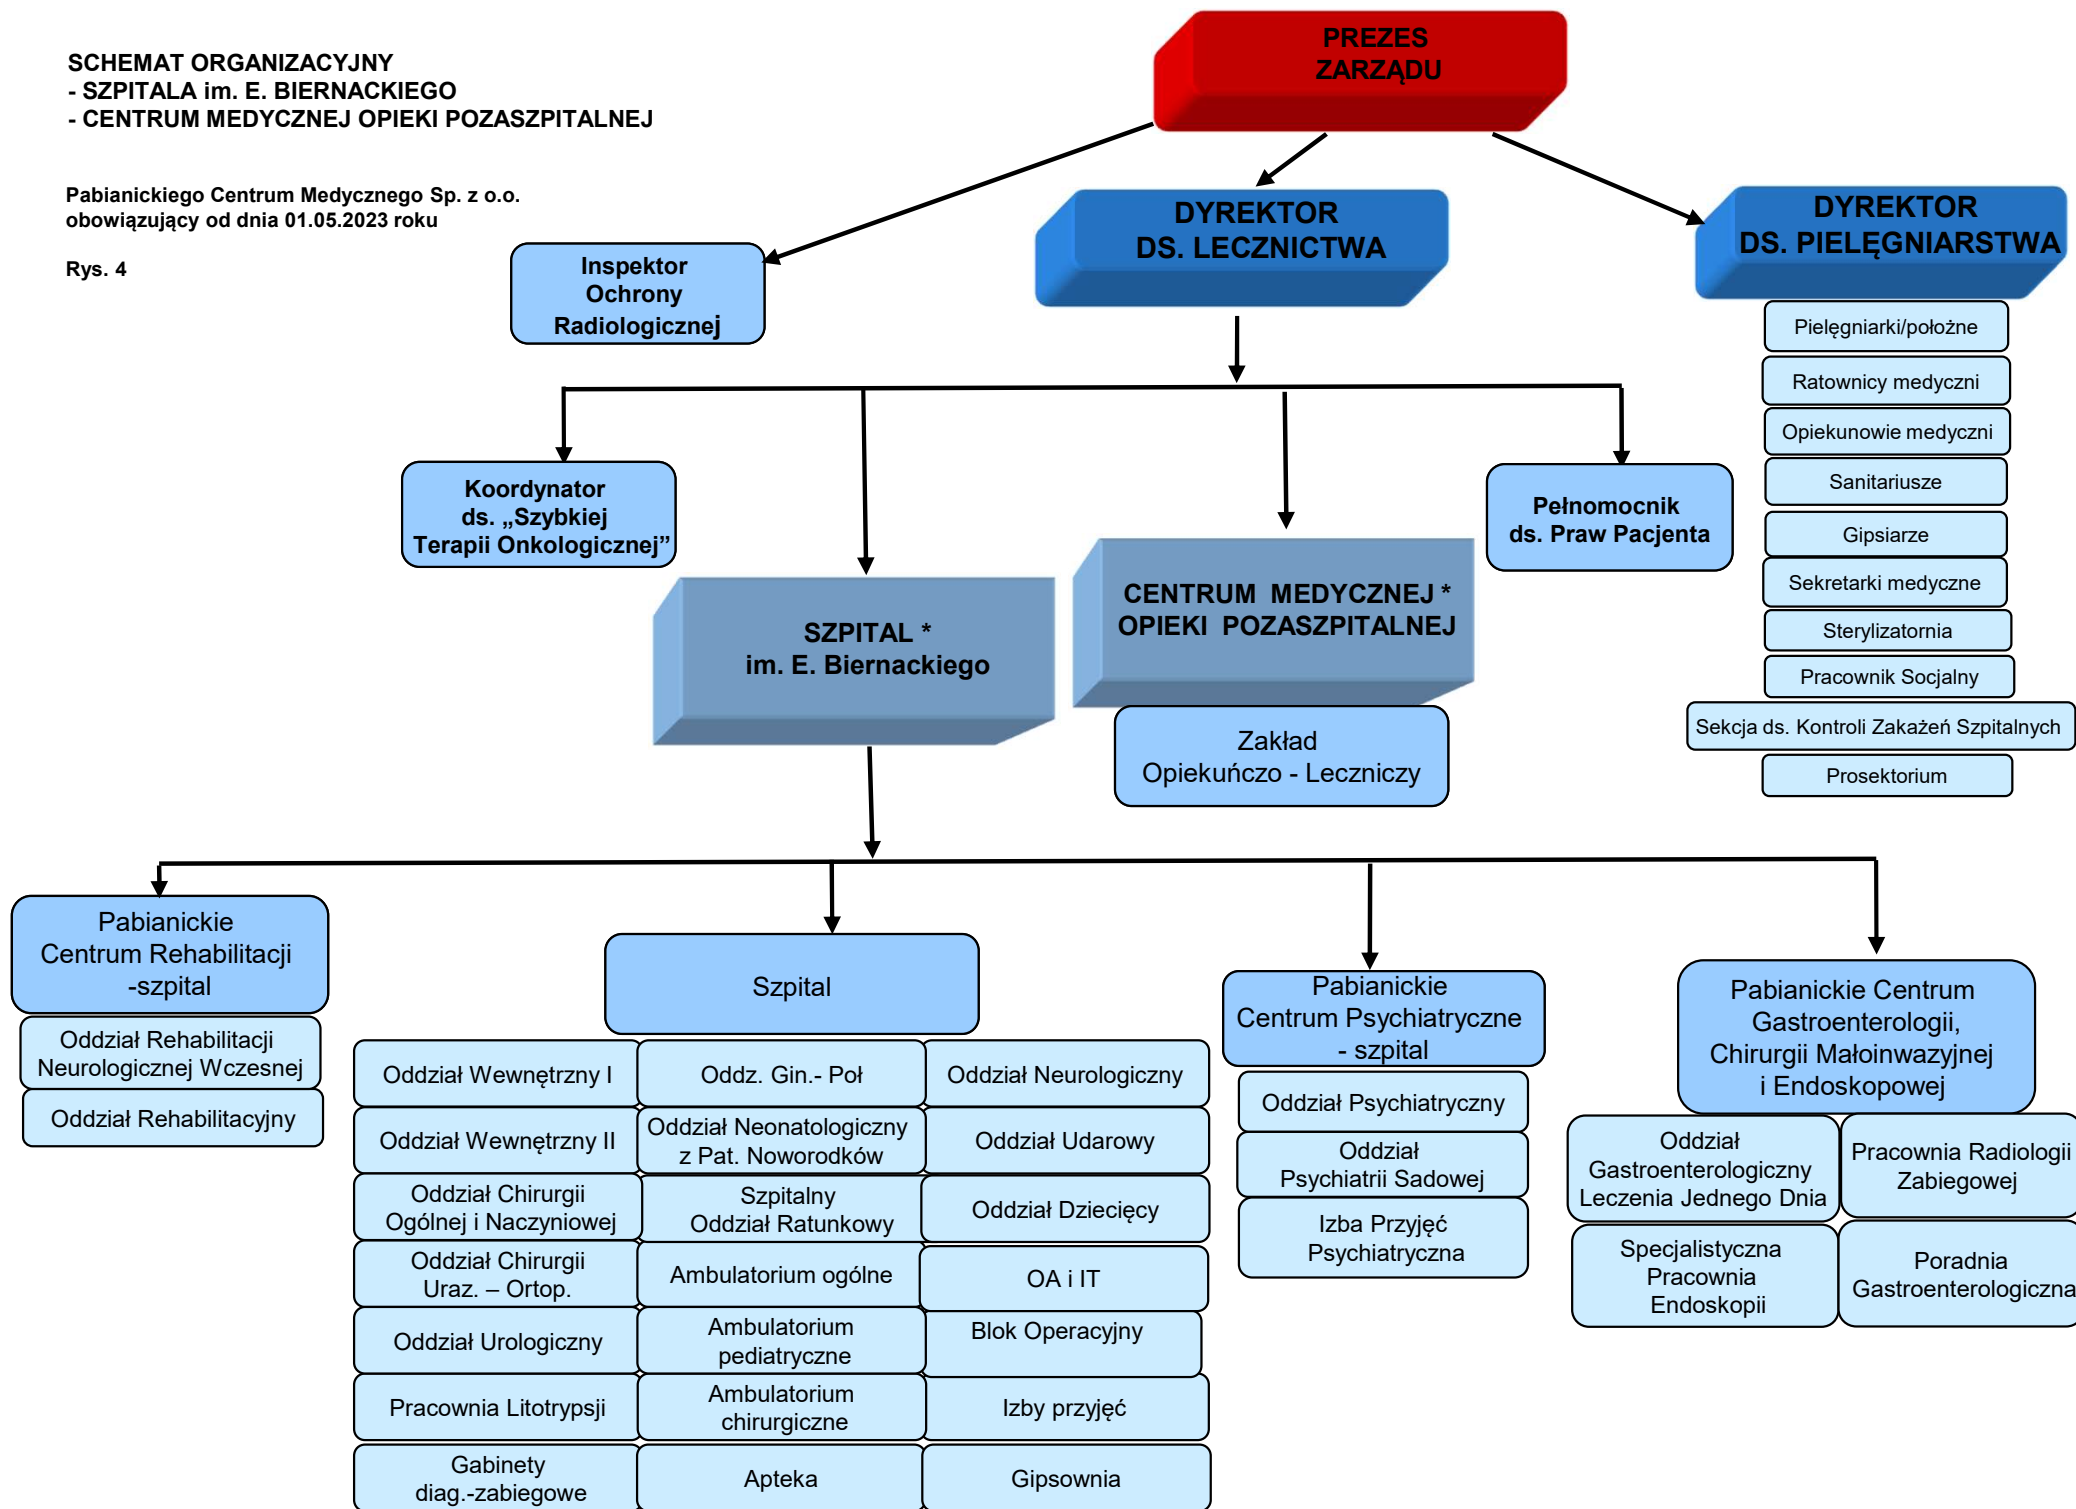 SCHEMAT ORGANIZACYJNY
- SZPITALA im. E. BIERNACKIEGO
- CENTRUM MEDYCZNEJ OPIEKI POZASZPITALNEJ
Pabianickiego Centrum Medycznego Sp. z o.o.
obowiązujący od dnia 01.05.2023 roku
Rys. 4
PREZES
ZARZĄDU
Inspektor
Ochrony
Radiologicznej
DYREKTOR
DS. LECZNICTWA
DYREKTOR
DS. PIELĘGNIARSTWA
Pielęgniarki/położne
Ratownicy medyczni
Opiekunowie medyczni
Sanitariusze
Gipsiarze
Sekretarki medyczne
Sterylizatornia
Pracownik Socjalny
Sekcja ds. Kontroli Zakażeń Szpitalnych
Prosektorium
Koordynator
ds. „Szybkiej
Terapii Onkologicznej”
SZPITAL *
im. E. Biernackiego
CENTRUM MEDYCZNEJ *
OPIEKI POZASZPITALNEJ
Zakład
Opiekuńczo - Leczniczy
Pełnomocnik
ds. Praw Pacjenta
Pabianickie
Centrum Rehabilitacji
-szpital
Oddział Rehabilitacji
Neurologicznej Wczesnej
Oddział Rehabilitacyjny
Szpital
Oddział Wewnętrzny I
Oddział Wewnętrzny II
Oddział Chirurgii
Ogólnej i Naczyniowej
Oddział Chirurgii
Uraz. – Ortop.
Oddział Urologiczny
Pracownia Litotrypsji
Gabinety
diag.-zabiegowe
Oddz. Gin.- Poł
Oddział Neonatologiczny
z Pat. Noworodków
Szpitalny
Oddział Ratunkowy
Ambulatorium ogólne
Ambulatorium
pediatryczne
Ambulatorium
chirurgiczne
Apteka
Oddział Neurologiczny
Oddział Udarowy
Oddział Dziecięcy
OA i IT
Blok Operacyjny
Izby przyjęć
Gipsownia
Pabianickie
Centrum Psychiatryczne
- szpital
Oddział Psychiatryczny
Oddział
Psychiatrii Sadowej
Izba Przyjęć
Psychiatryczna
Pabianickie Centrum
Gastroenterologii,
Chirurgii Małoinwazyjnej
i Endoskopowej
Oddział
Gastroenterologiczny
Leczenia Jednego Dnia
Specjalistyczna
Pracownia
Endoskopii
Pracownia Radiologii
Zabiegowej
Poradnia
Gastroenterologiczna